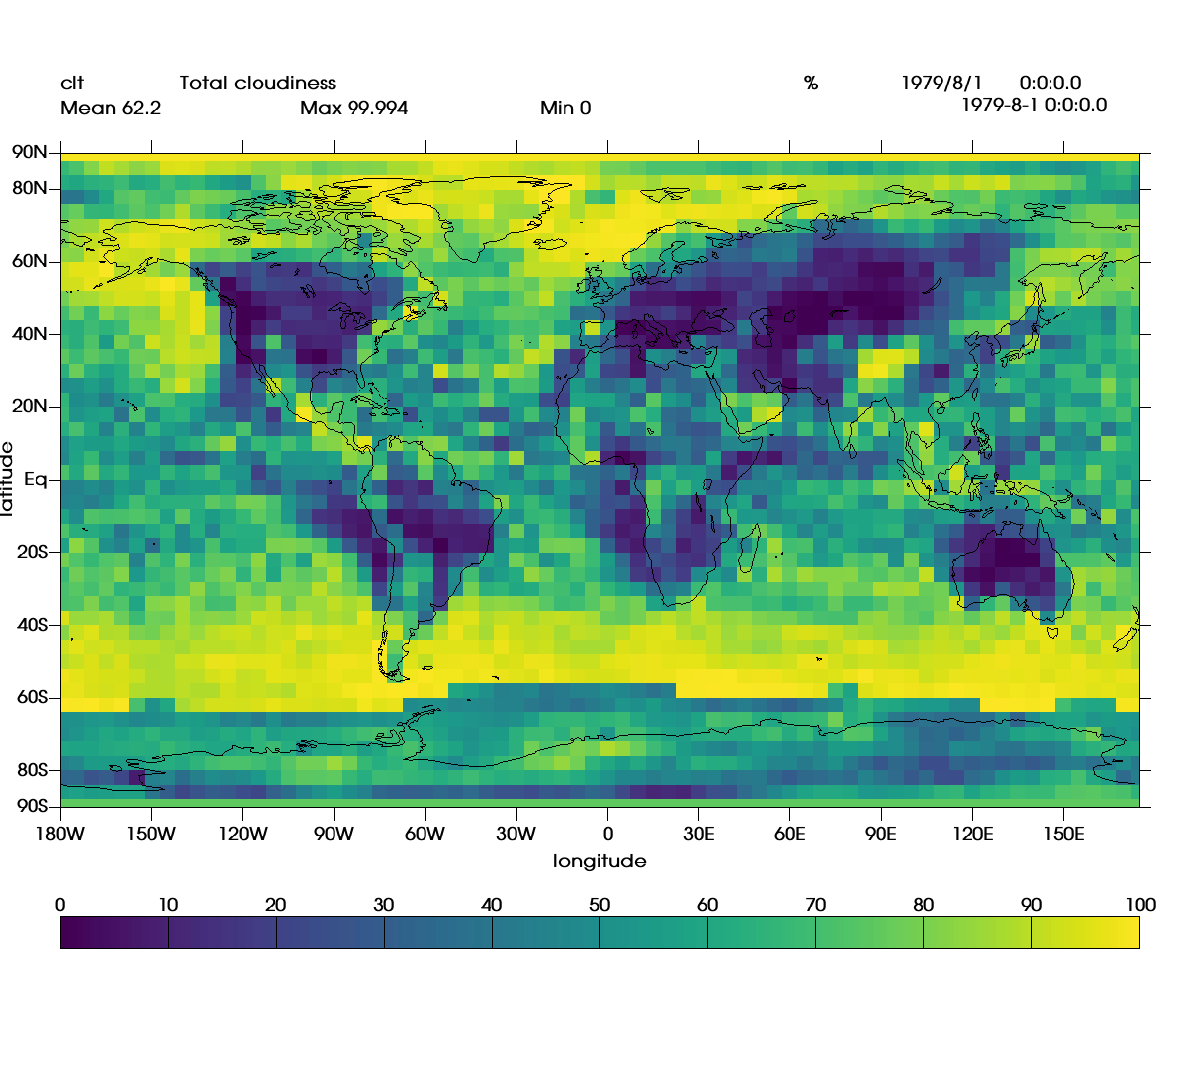 clt Total cloudiness % 1979/8/1 0:0:0.0
Mean 62.2 Max 99.994 Min 0 1979-8-1 0:0:0.0
90N
80N
60N
40N
20N
Eq
20S
40S
60S
80S
90S
latitude
180W 150W 120W 90W 60W 30W 0 30E 60E 90E 120E 150E
longitude
0 10 20 30 40 50 60 70 80 90 100